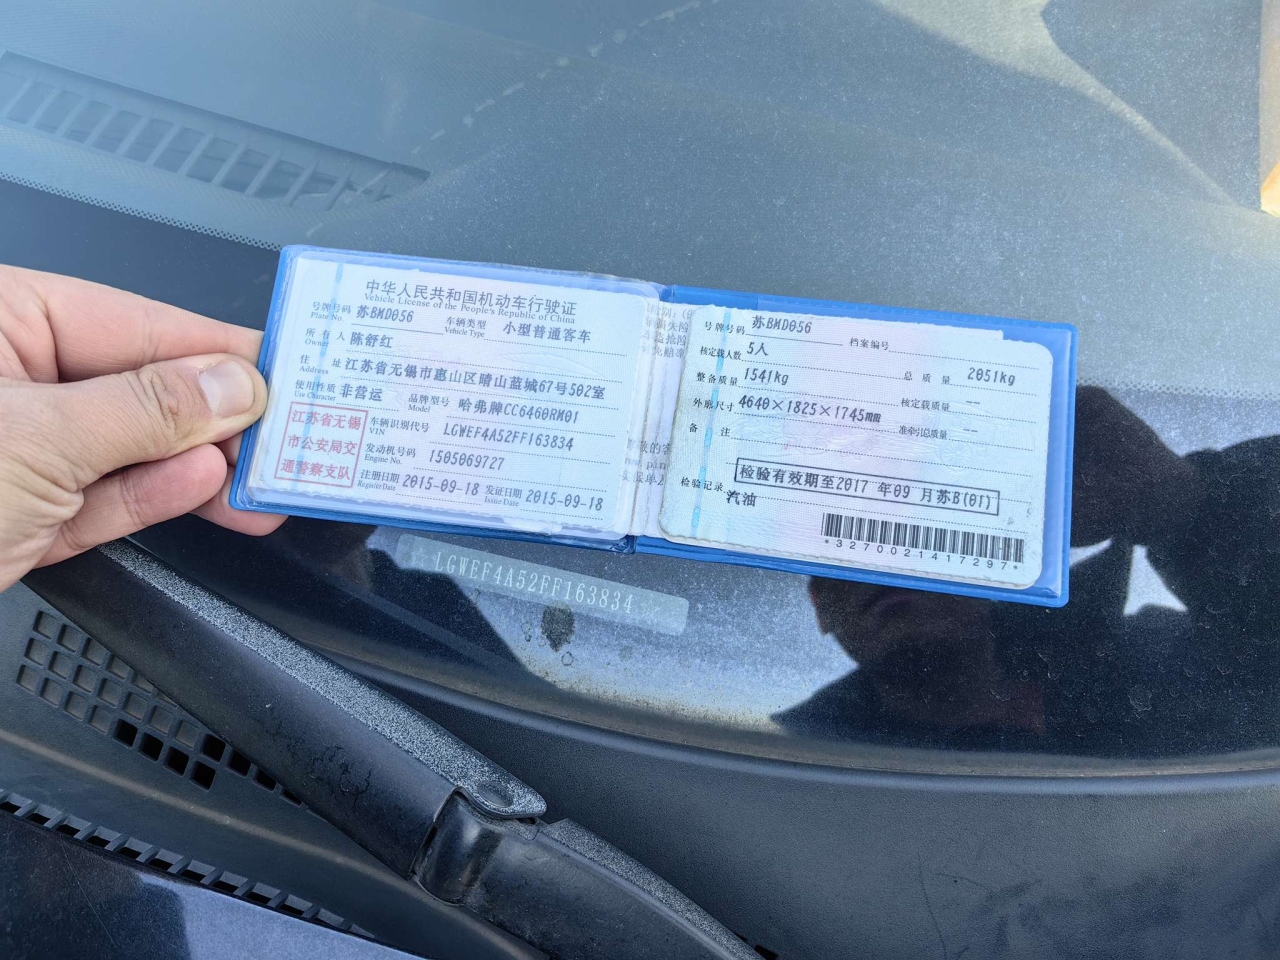 中华人民共和国机动车行驶证
Vehicle License of the People's Republic of China
号牌号码 苏BMD056 车辆类型 小型普通客车
Plate No. Vehicle Type
所有人 陈舒红
Owner
住址 江苏省无锡市惠山区晴山蓝城67号502室
Address
使用性质 非营运 品牌型号 哈弗牌CC6460RM01
Use Character Model
江苏省无锡
市公安局交
通警察支队
车辆识别代号 LGWEF4A52FF163834
VIN
发动机号码 1505069727
Engine No.
注册日期 2015-09-18 发证日期 2015-09-18
Register Date Issue Date
号牌号码 苏BMD056 档案编号
核定载人数 5人 总质量 2051kg
整备质量 1541kg 核定载质量 --
外廓尺寸 4640×1825×1745mm 准牵引总质量 --
备注
检验有效期至2017 年09 月苏B(01)
检验记录
汽油
*3270021417297*
LGWEF4A52FF163834